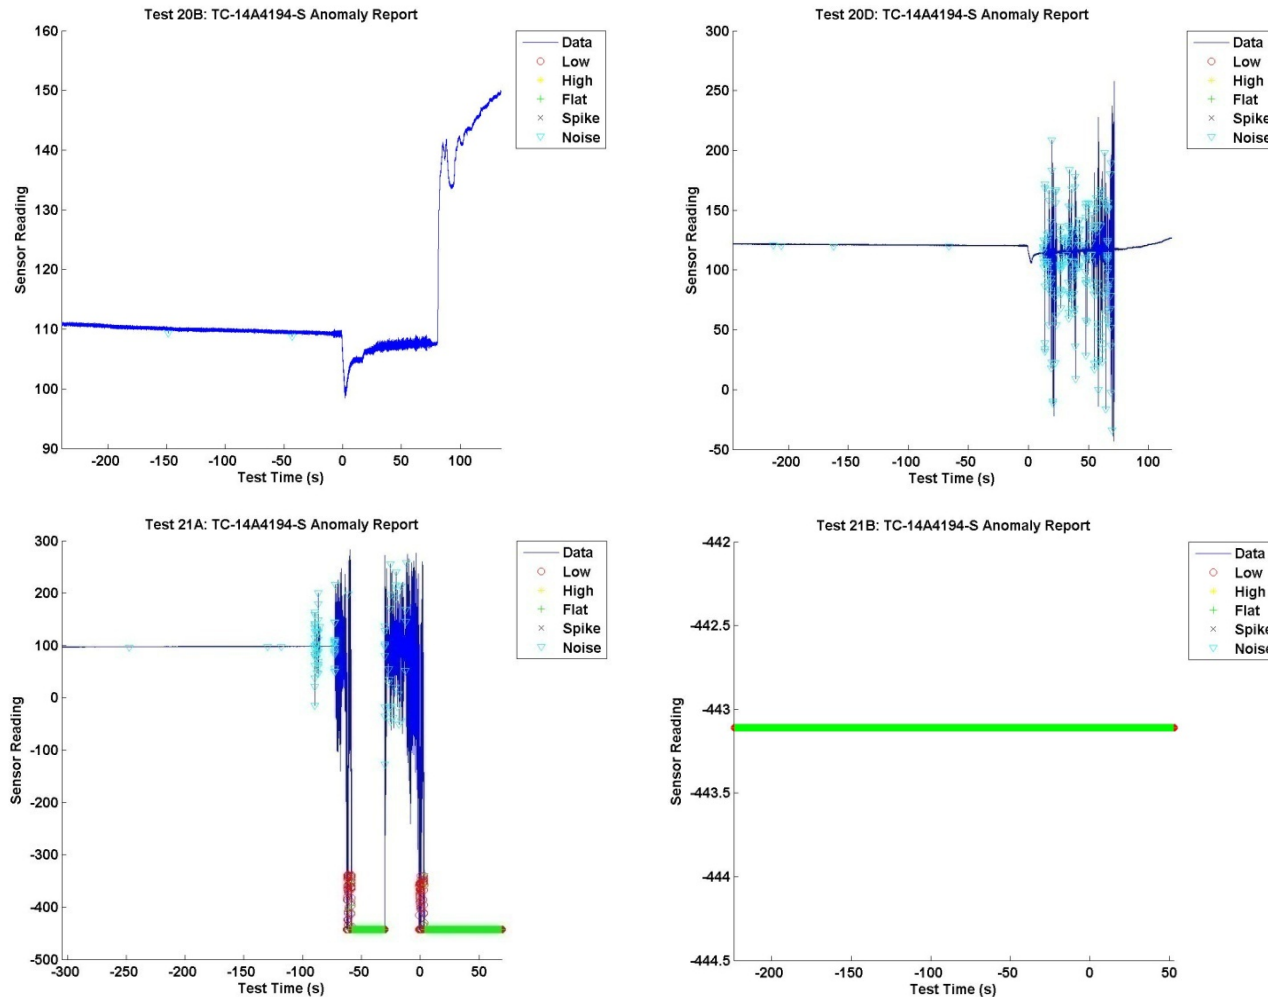 Test 20B: TC-14A4194-S Anomaly Report
160
150
140
130
120
110
100
90
Sensor Reading
-200 -150 -100 -50 0 50 100
Test Time (s)
Data
Low
High
Flat
Spike
Noise
Test 20D: TC-14A4194-S Anomaly Report
300
250
200
150
100
50
0
-50
Sensor Reading
-200 -150 -100 -50 0 50 100
Test Time (s)
Data
Low
High
Flat
Spike
Noise
Test 21A: TC-14A4194-S Anomaly Report
300
200
100
0
-100
-200
-300
-400
-500
Sensor Reading
-300 -250 -200 -150 -100 -50 0 50
Test Time (s)
Data
Low
High
Flat
Spike
Noise
Test 21B: TC-14A4194-S Anomaly Report
-442
-442.5
-443
-443.5
-444
-444.5
Sensor Reading
-200 -150 -100 -50 0 50
Test Time (s)
Data
Low
High
Flat
Spike
Noise